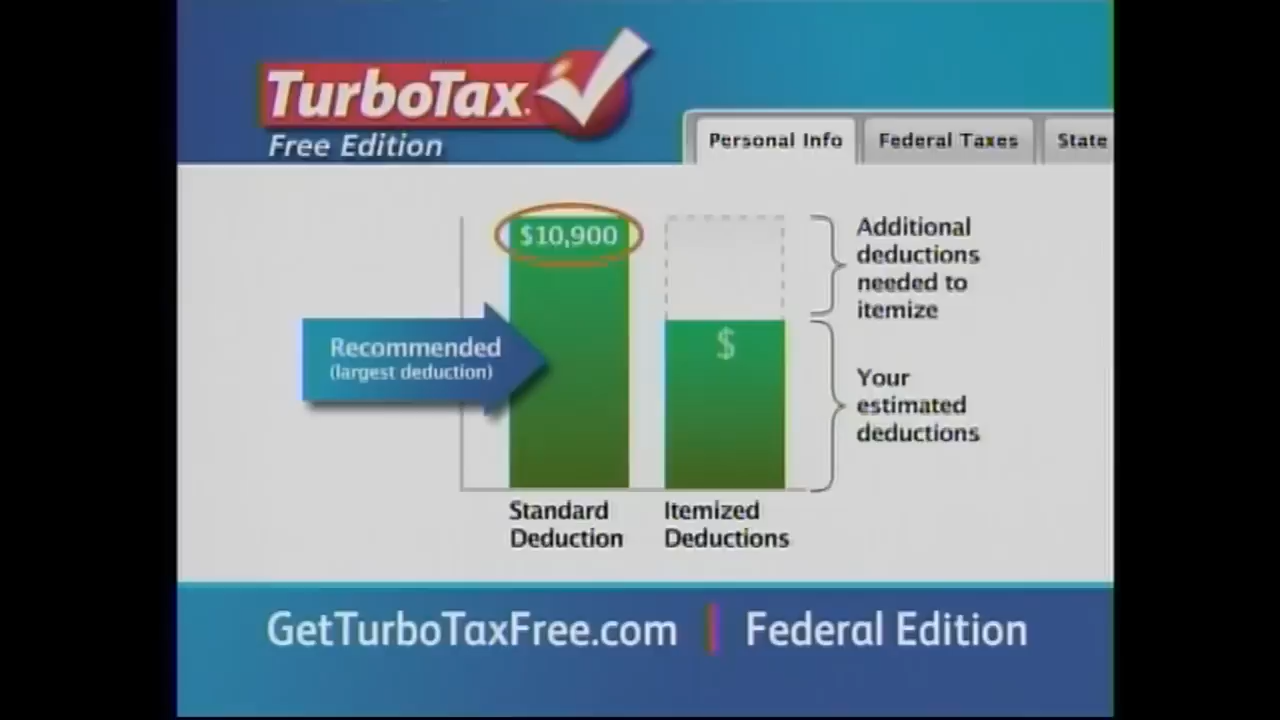 TurboTax.
Free Edition
Personal Info
Federal Taxes
State
$10,900
$
Additional
deductions
needed to
itemize
Recommended
(largest deduction)
Your
estimated
deductions
Standard
Deduction
Itemized
Deductions
GetTurboTaxFree.com | Federal Edition